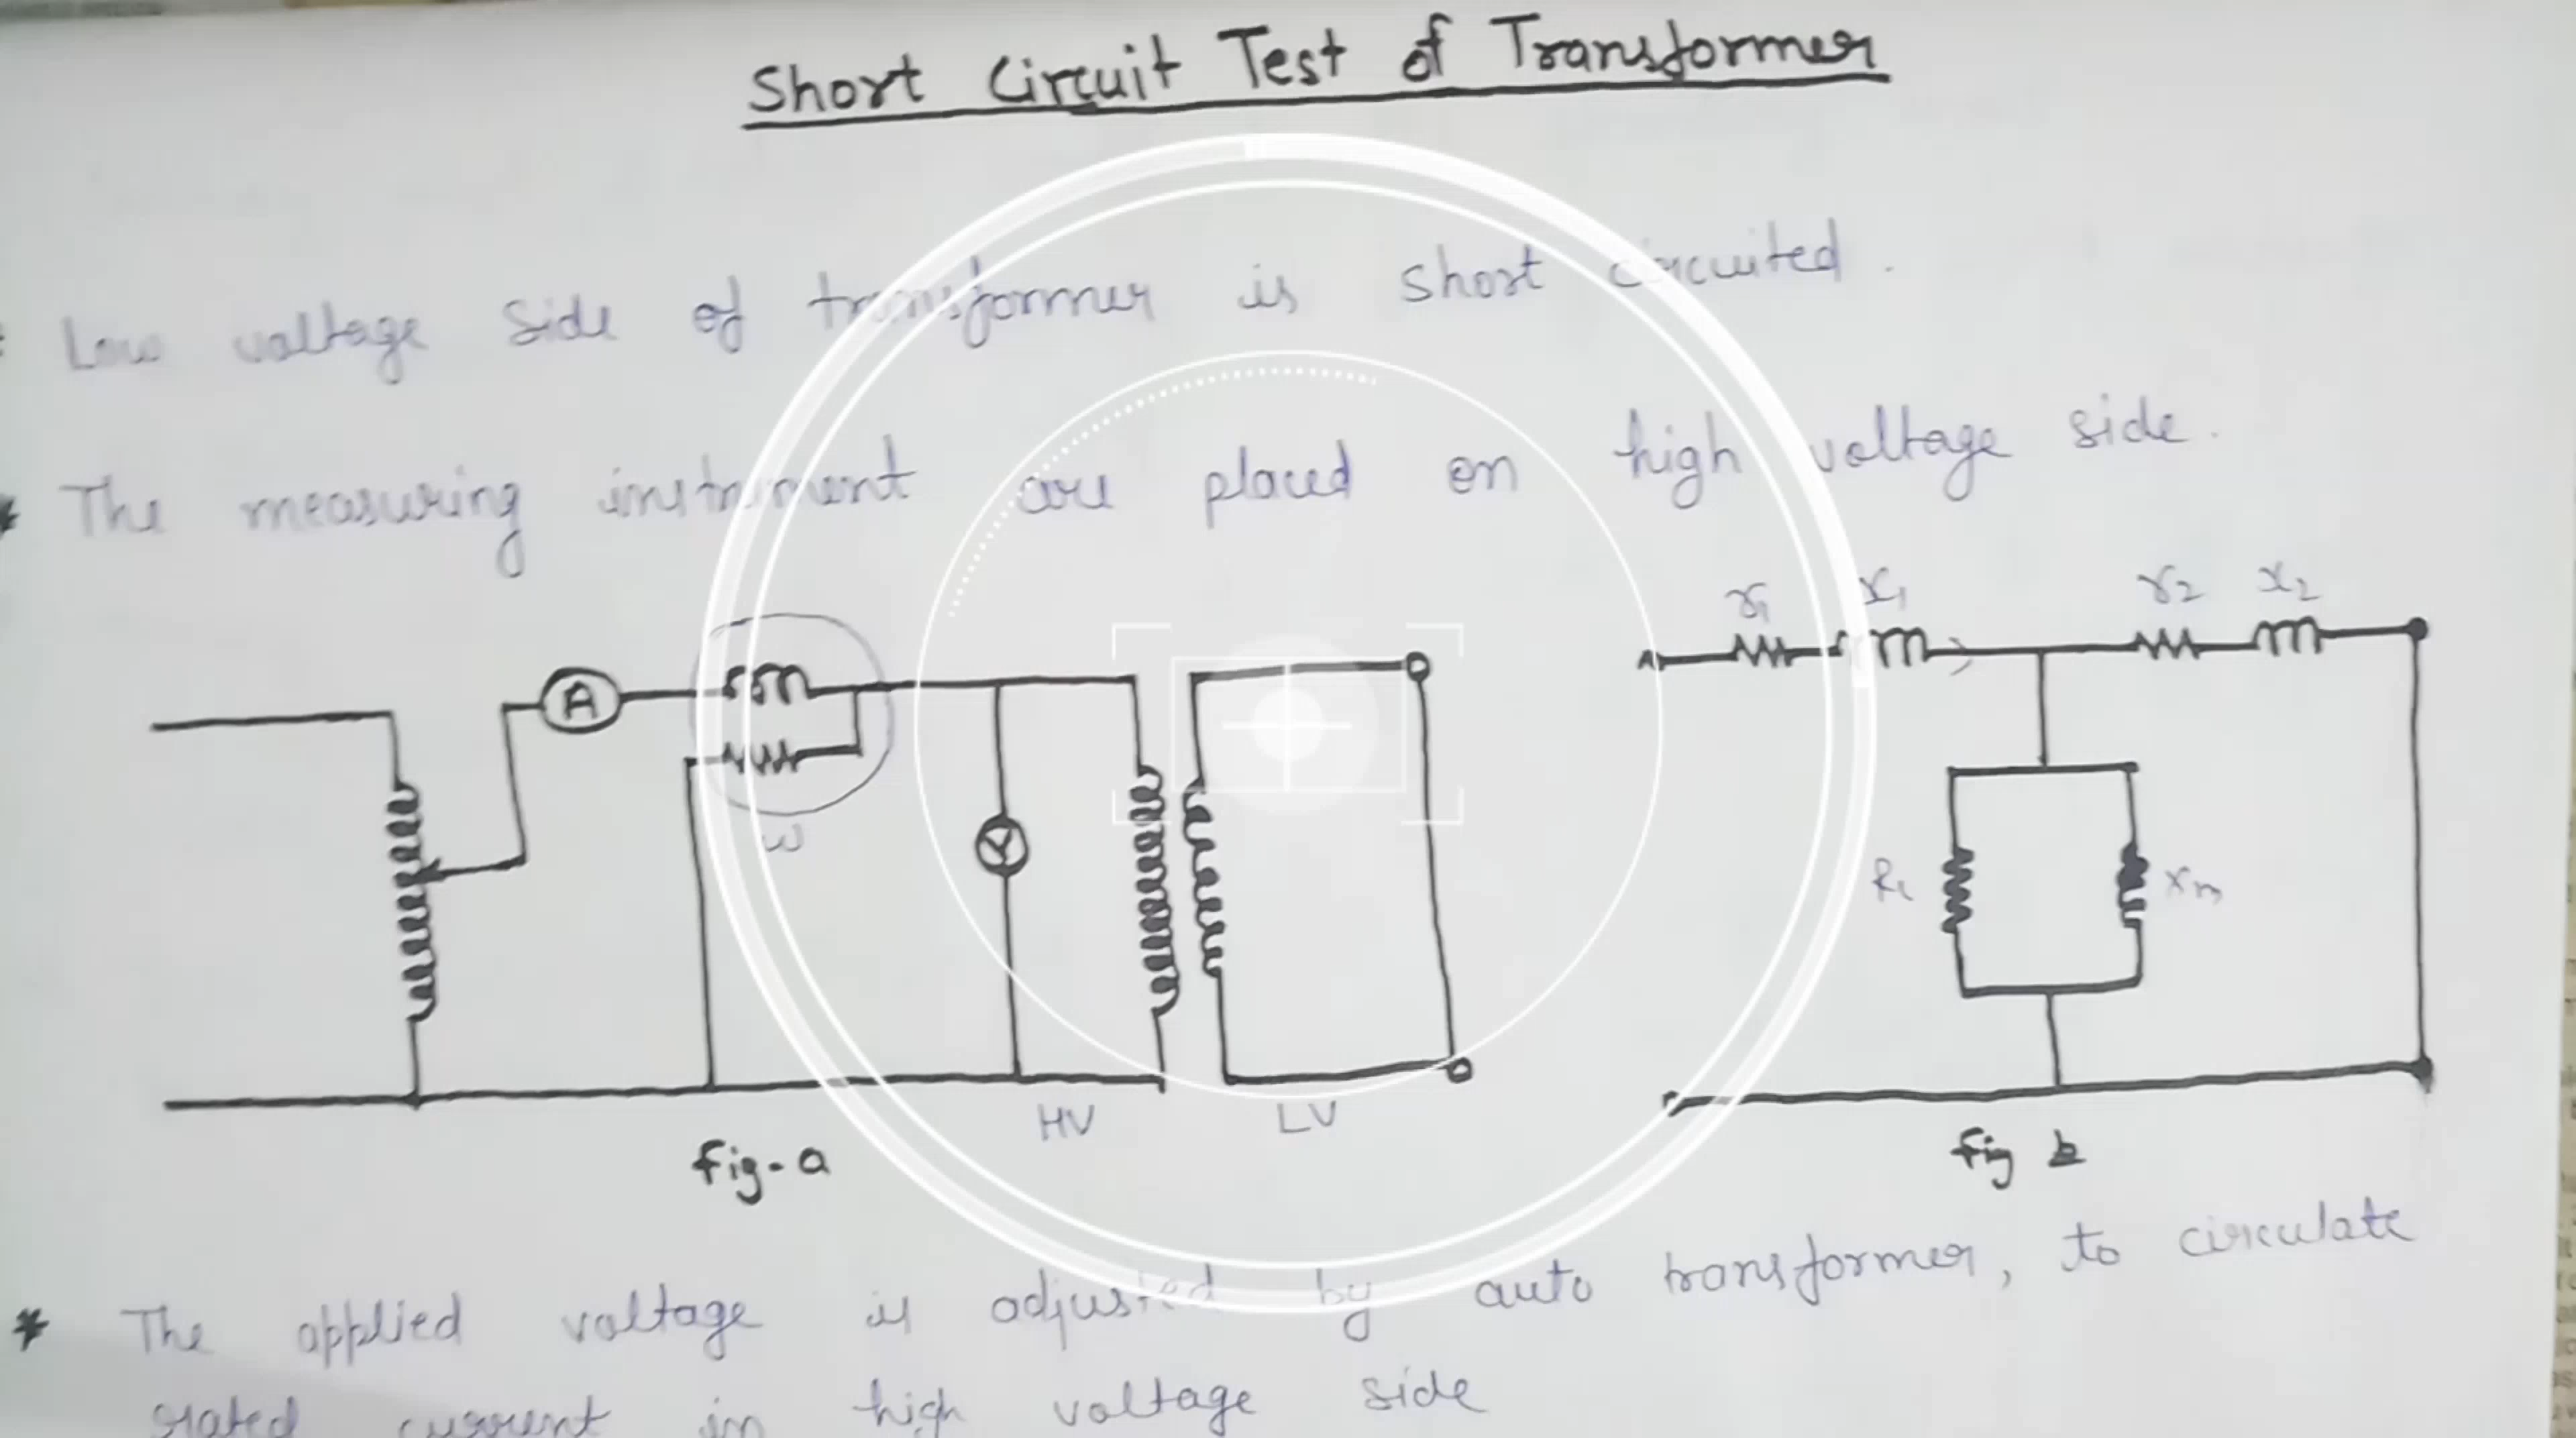 Short Circuit Test of Transformer
Low voltage side of transformer is short circuited.
* The measuring instrument are placed on high voltage side.
r1 x1 r2 x2
A
W
V
Rc xm
HV LV
fig-a
fig b
* The applied voltage is adjusted by auto transformer, to circulate
rated current in high voltage side